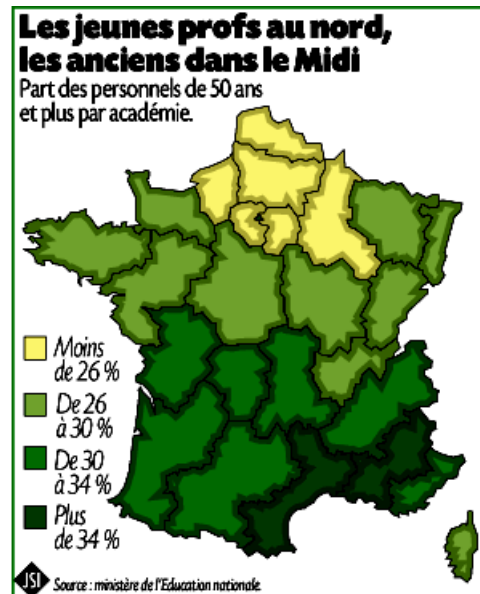 Les jeunes profs au nord,
les anciens dans le Midi
Part des personnels de 50 ans
et plus par académie.
Moins
de 26 %
De 26
à 30 %
De 30
à 34 %
Plus
de 34 %
JSI
Source : ministère de l'Education nationale.